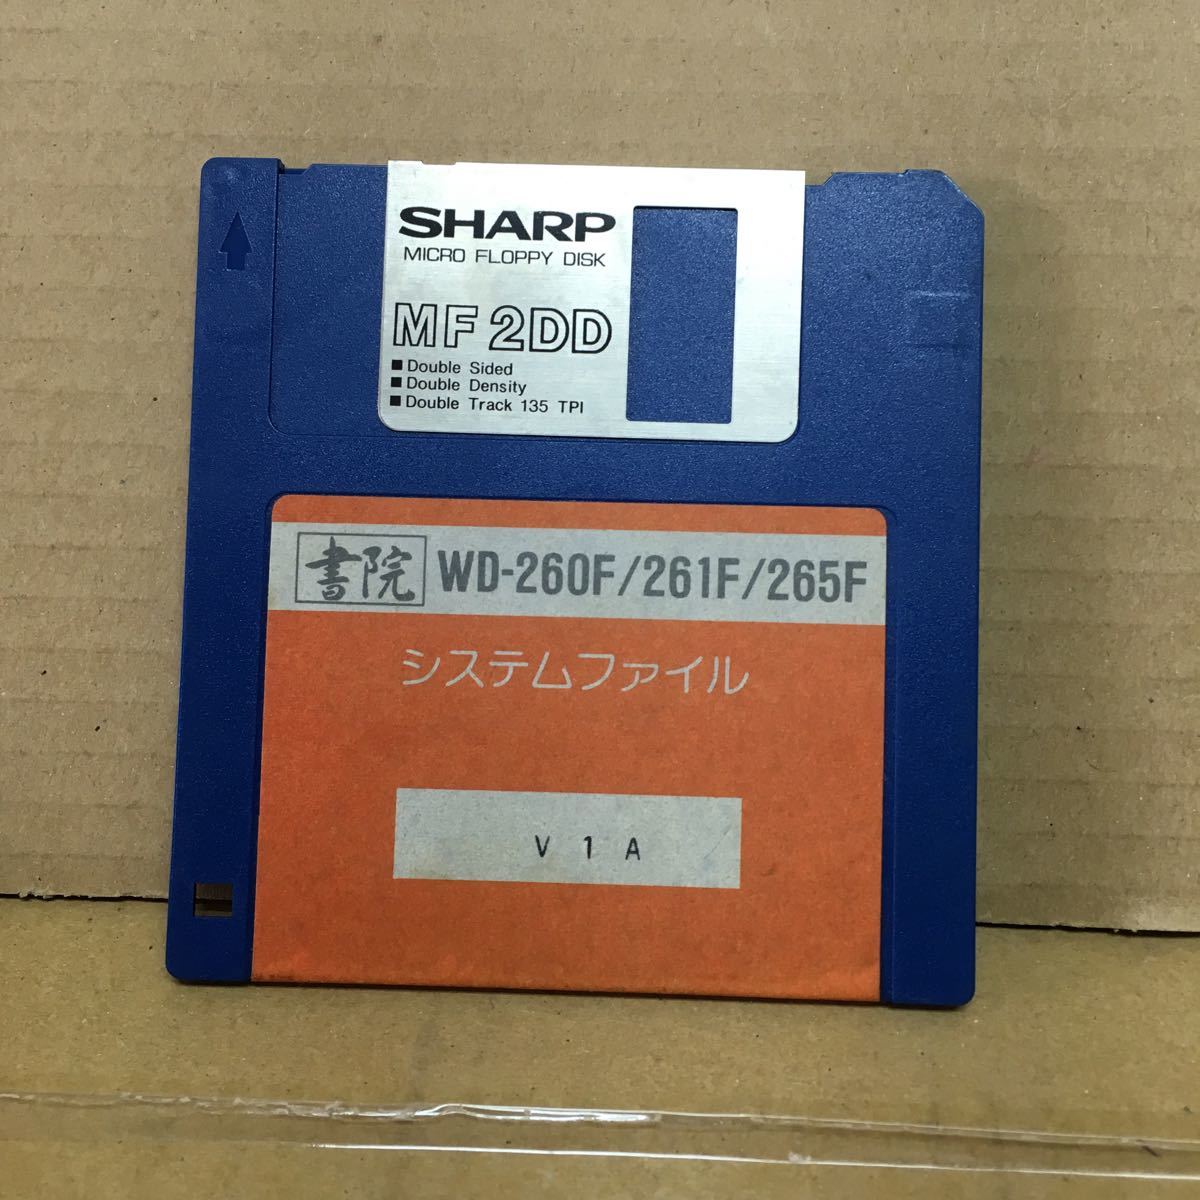 SHARP
MICRO FLOPPY DISK
MF 2DD
■ Double Sided
■ Double Density
■ Double Track 135 TPI
書院 WD-260F/261F/265F
システムファイル
V 1 A